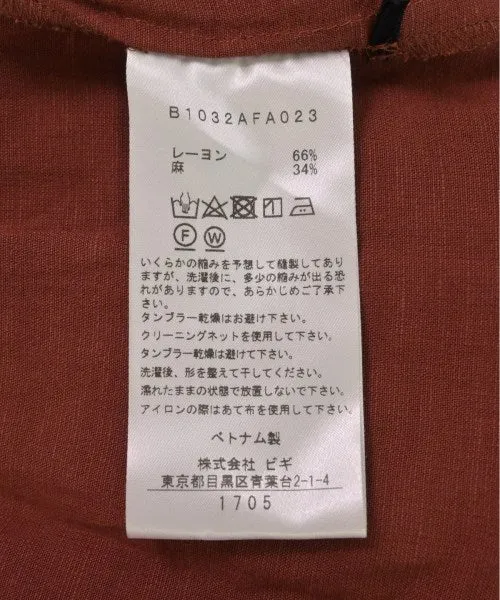 B1032AFA023
レーヨン 66%
麻 34%
F W
いくらかの縮みを予想して縫製してあり
ますが、洗濯後に、多少の縮みが出る恐
れがありますので、あらかじめご了承下
さい。
タンブラー乾燥はお避け下さい。
クリーニングネットを使用して下さい。
タンブラー乾燥は避けて下さい。
洗濯後、形を整えて干してください。
濡れたままの状態で放置しないで下さい。
アイロンの際はあて布を使用して下さい。
ベトナム製
株式会社 ビギ
東京都目黒区青葉台2-1-4
1705